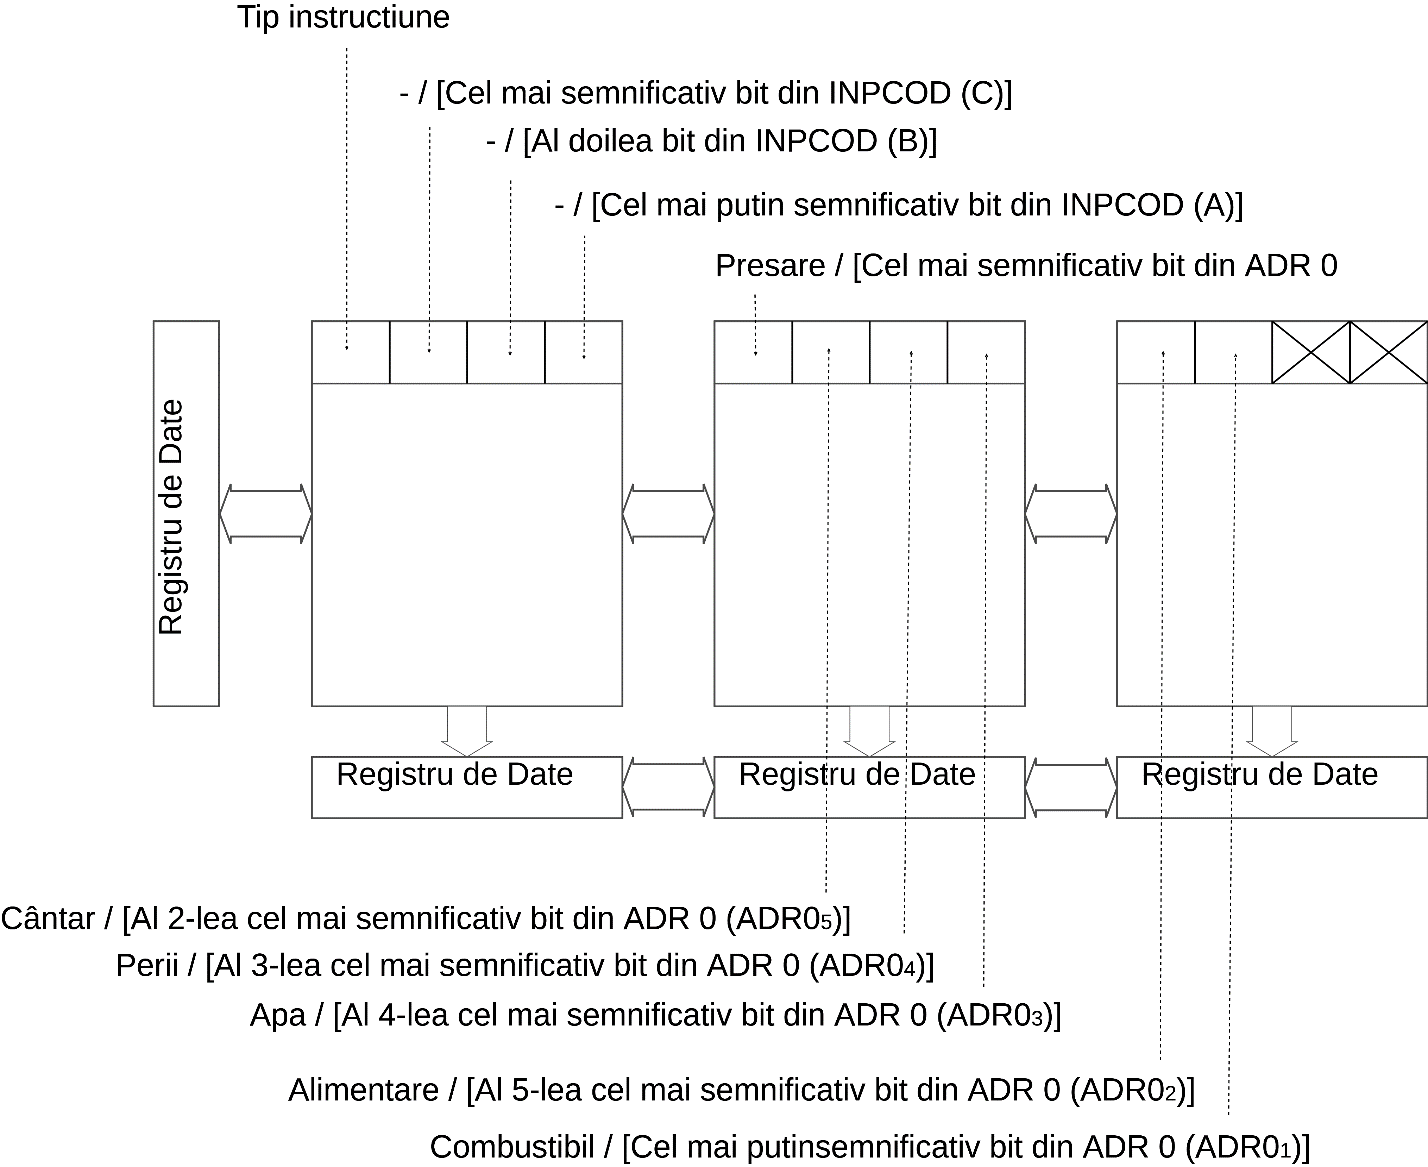 Tip instructiune
- / [Cel mai semnificativ bit din INPCOD (C)]
- / [Al doilea bit din INPCOD (B)]
- / [Cel mai putin semnificativ bit din INPCOD (A)]
Presare / [Cel mai semnificativ bit din ADR 0
Registru de Date
Registru de Date
Registru de Date
Registru de Date
Cântar / [Al 2-lea cel mai semnificativ bit din ADR 0 (ADR0₅)]
Perii / [Al 3-lea cel mai semnificativ bit din ADR 0 (ADR0₄)]
Apa / [Al 4-lea cel mai semnificativ bit din ADR 0 (ADR0₃)]
Alimentare / [Al 5-lea cel mai semnificativ bit din ADR 0 (ADR0₂)]
Combustibil / [Cel mai putinsemnificativ bit din ADR 0 (ADR0₁)]